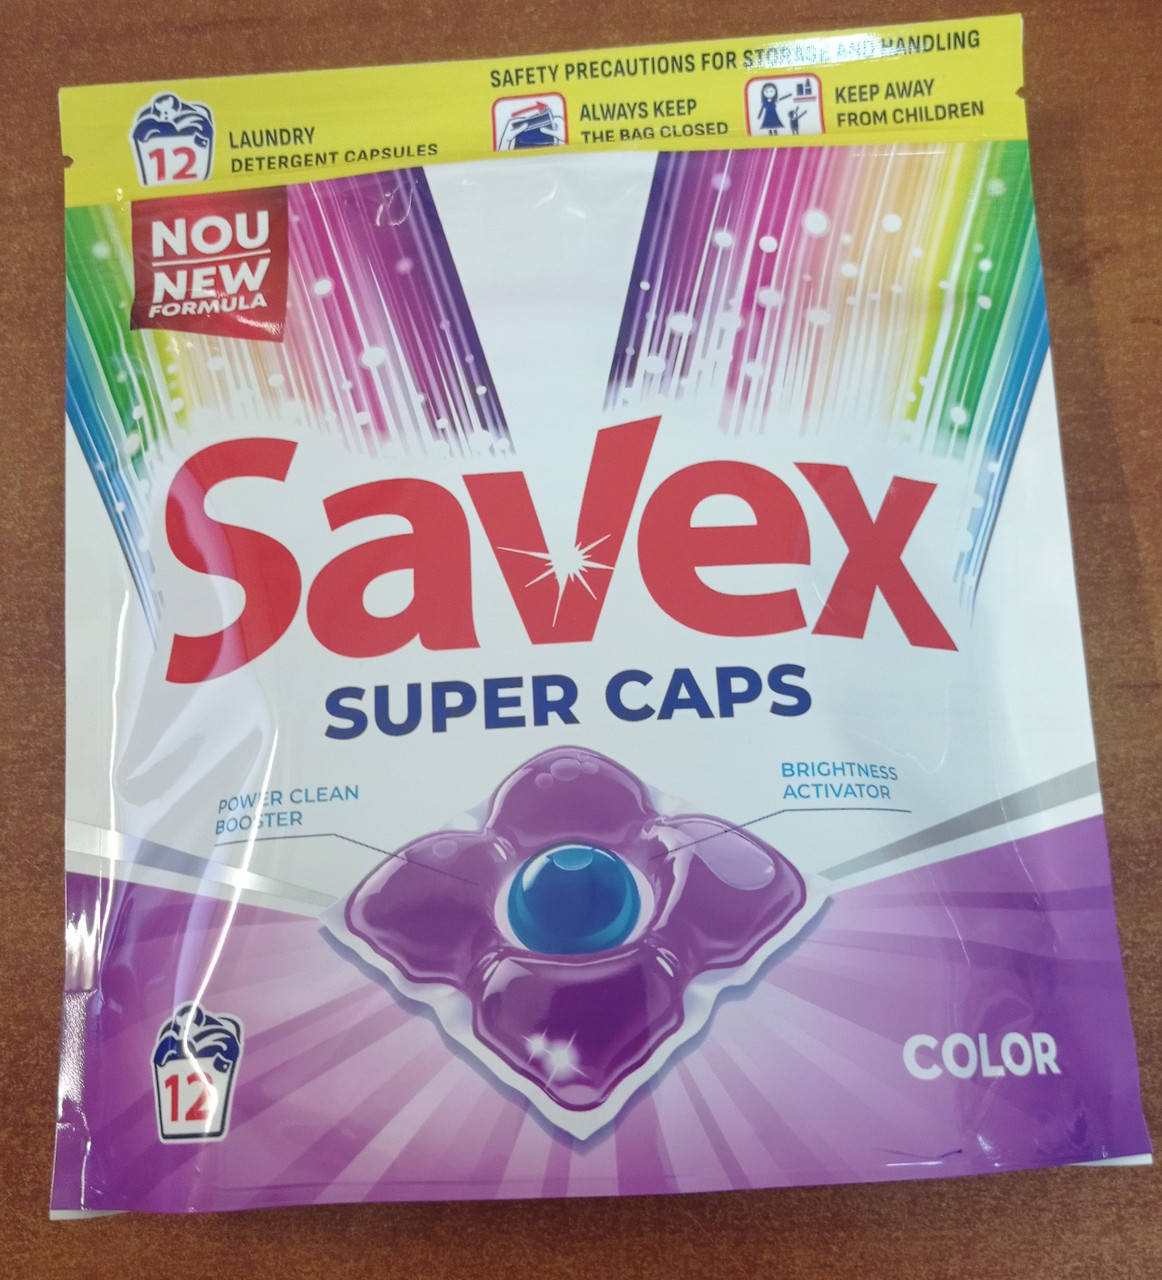 SAFETY PRECAUTIONS FOR STORAGE AND HANDLING
12
LAUNDRY
DETERGENT CAPSULES
ALWAYS KEEP
THE BAG CLOSED
KEEP AWAY
FROM CHILDREN
NOU
NEW
FORMULA
Savex
SUPER CAPS
POWER CLEAN
BOOSTER
BRIGHTNESS
ACTIVATOR
12
COLOR